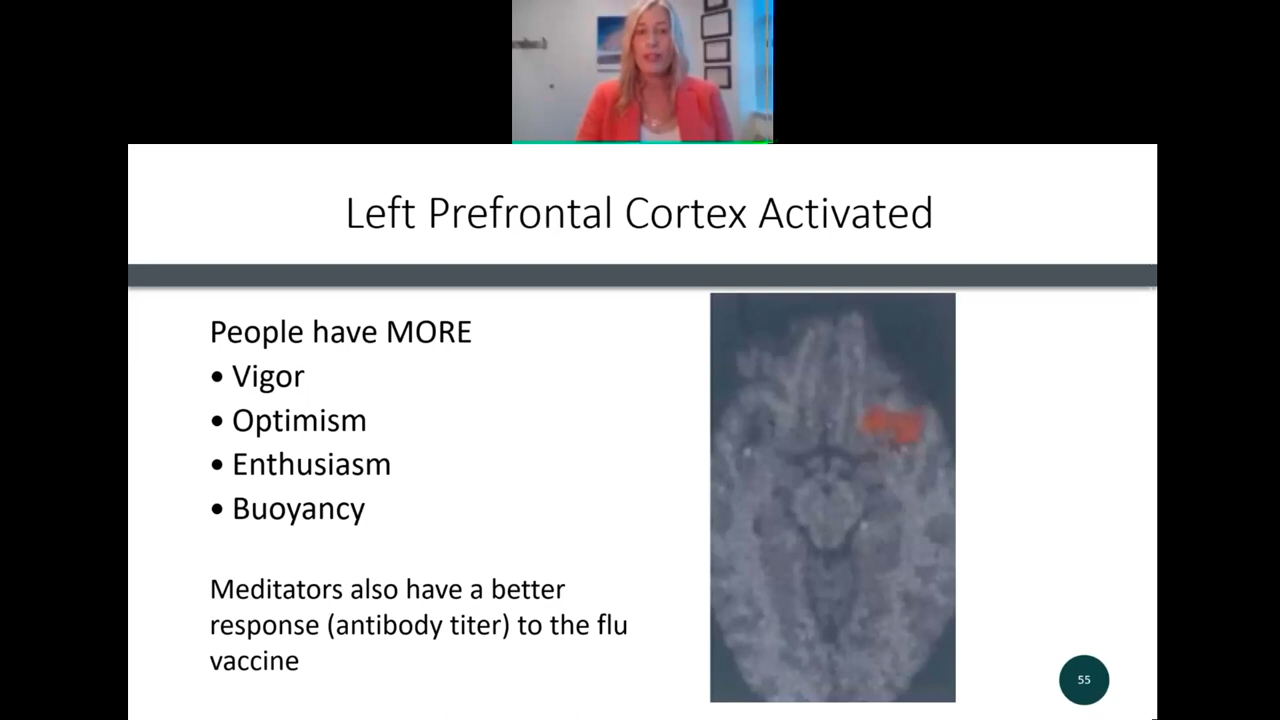 Left Prefrontal Cortex Activated
People have MORE
• Vigor
• Optimism
• Enthusiasm
• Buoyancy
Meditators also have a better
response (antibody titer) to the flu
vaccine
55